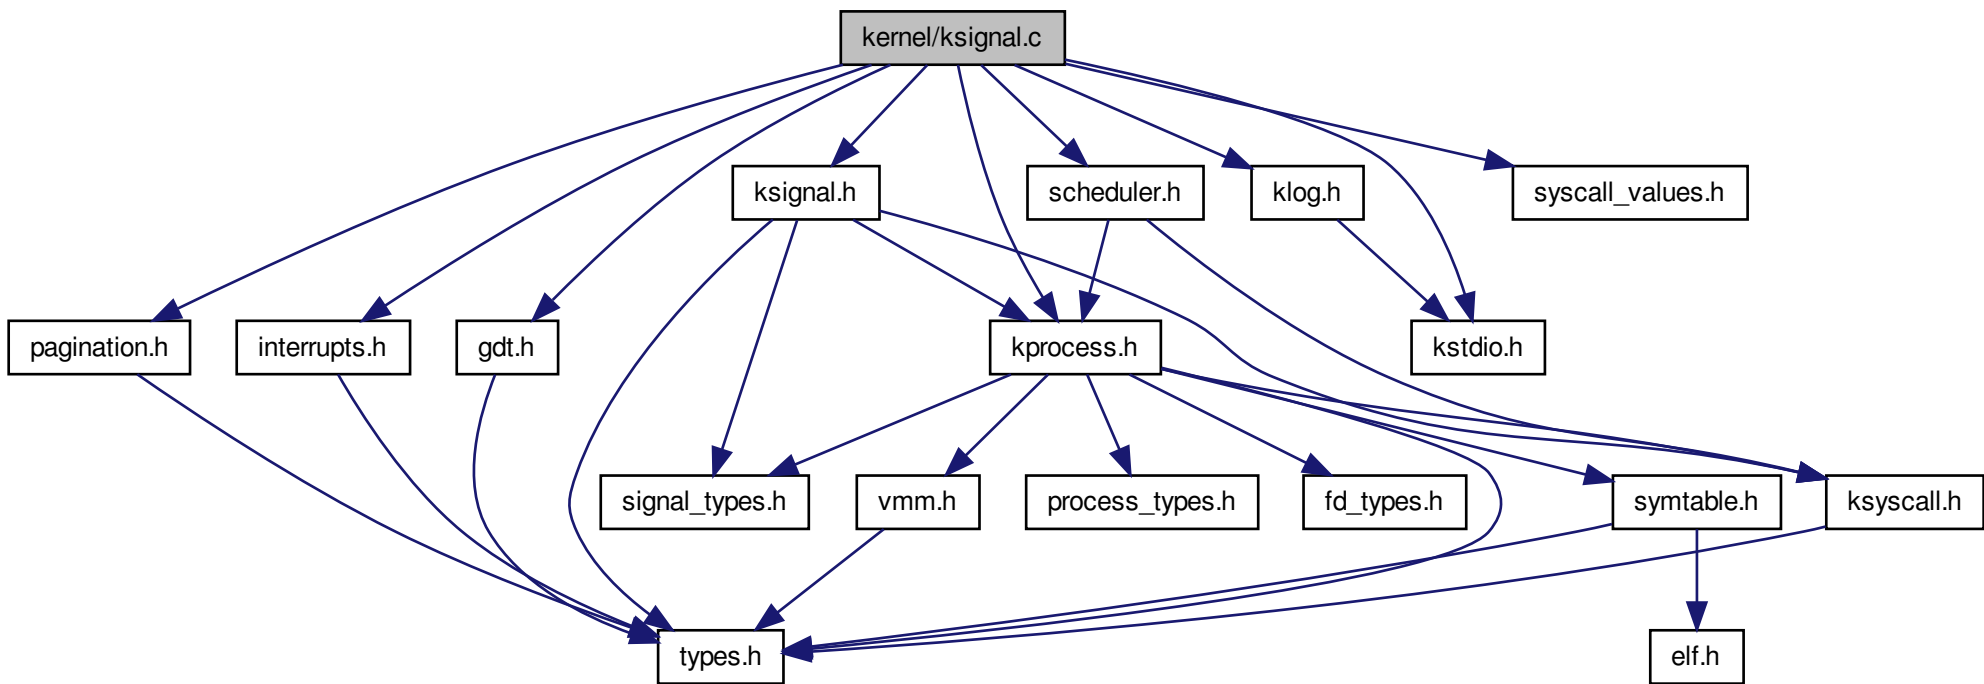 kernel/ksignal.c
ksignal.h
scheduler.h
klog.h
syscall_values.h
pagination.h
interrupts.h
gdt.h
kprocess.h
kstdio.h
signal_types.h
vmm.h
process_types.h
fd_types.h
symtable.h
ksyscall.h
types.h
elf.h